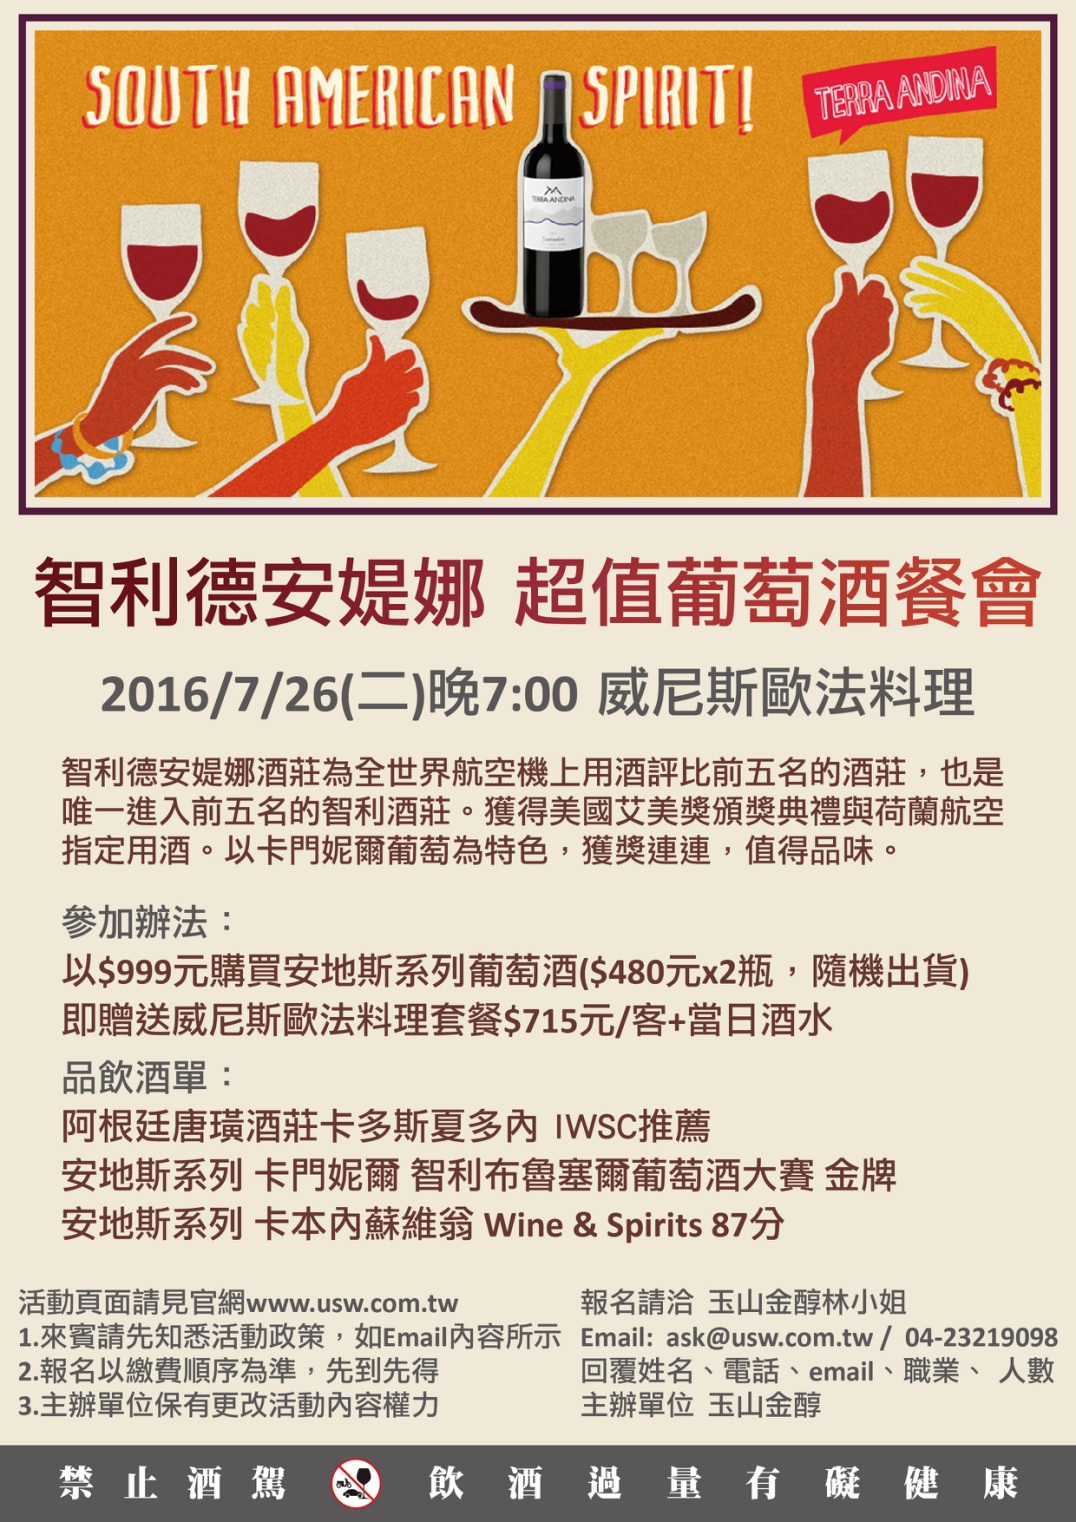 SOUTH AMERICAN SPIRIT!
TERRA ANDINA
TERRA ANDINA
智利德安媞娜 超值葡萄酒餐會
2016/7/26(二)晚7:00 威尼斯歐法料理
智利德安媞娜酒莊為全世界航空機上用酒評比前五名的酒莊，也是
唯一進入前五名的智利酒莊。獲得美國艾美獎頒獎典禮與荷蘭航空
指定用酒。以卡門妮爾葡萄為特色，獲獎連連，值得品味。
參加辦法：
以$999元購買安地斯系列葡萄酒($480元x2瓶，隨機出貨)
即贈送威尼斯歐法料理套餐$715元/客+當日酒水
品飲酒單：
阿根廷唐璜酒莊卡多斯夏多內 IWSC推薦
安地斯系列 卡門妮爾 智利布魯塞爾葡萄酒大賽 金牌
安地斯系列 卡本內蘇維翁 Wine & Spirits 87分
活動頁面請見官網www.usw.com.tw
1.來賓請先知悉活動政策，如Email內容所示
2.報名以繳費順序為準，先到先得
3.主辦單位保有更改活動內容權力
報名請洽 玉山金醇林小姐
Email: ask@usw.com.tw / 04-23219098
回覆姓名、電話、email、職業、 人數
主辦單位 玉山金醇
禁止酒駕 飲酒過量有礙健康